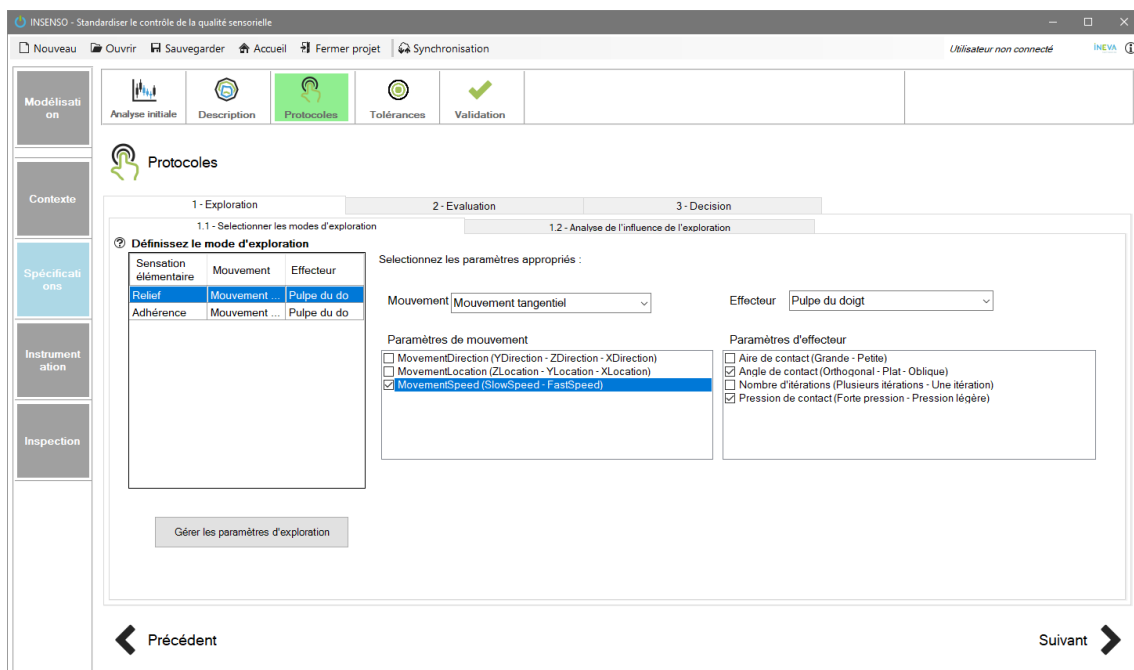 INSENSO - Standardiser le contrôle de la qualité sensorielle
Nouveau Ouvrir Sauvegarder Accueil Fermer projet Synchronisation Utilisateur non connecté INEVA
Modélisati
on
Analyse initiale Description Protocoles Tolérances Validation
Protocoles
Contexte
1 - Exploration 2 - Evaluation 3 - Decision
1.1 - Selectionner les modes d'exploration 1.2 - Analyse de l'influence de l'exploration
Définissez le mode d'exploration
Sensation
élémentaire Mouvement Effecteur
Selectionnez les paramètres appropriés :
Spécificati
ons
Relief Mouvement ... Pulpe du do
Adhérence Mouvement ... Pulpe du do
Mouvement Mouvement tangentiel Effecteur Pulpe du doigt
Paramètres de mouvement Paramètres d'effecteur
MovementDirection (YDirection - ZDirection - XDirection) Aire de contact (Grande - Petite)
MovementLocation (ZLocation - YLocation - XLocation) Angle de contact (Orthogonal - Plat - Oblique)
MovementSpeed (SlowSpeed - FastSpeed) Nombre d'itérations (Plusieurs itérations - Une itération)
Pression de contact (Forte pression - Pression légère)
Instrument
ation
Inspection
Gérer les paramètres d'exploration
Précédent Suivant